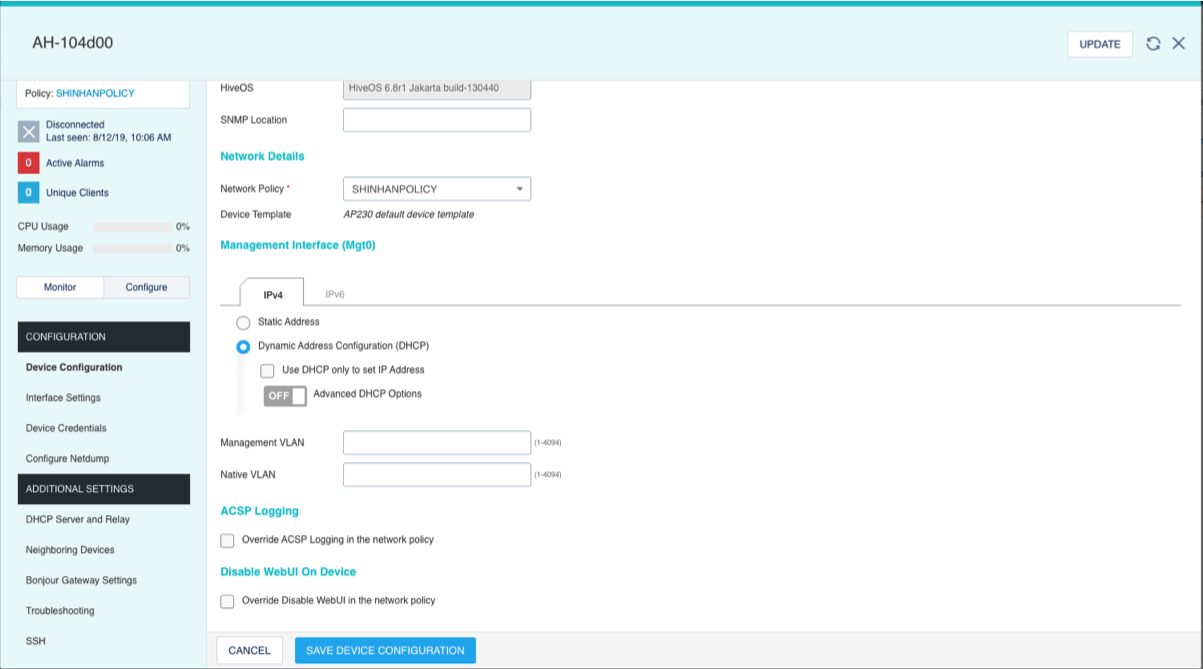 AH-104d00
UPDATE
Policy: SHINHANPOLICY
Disconnected
Last seen: 8/12/19, 10:06 AM
0 Active Alarms
0 Unique Clients
CPU Usage 0%
Memory Usage 0%
Monitor Configure
CONFIGURATION
Device Configuration
Interface Settings
Device Credentials
Configure Netdump
ADDITIONAL SETTINGS
DHCP Server and Relay
Neighboring Devices
Bonjour Gateway Settings
Troubleshooting
SSH
HiveOS HiveOS 6.8r1 Jakarta build-130440
SNMP Location
Network Details
Network Policy * SHINHANPOLICY
Device Template AP230 default device template
Management Interface (Mgt0)
IPv4 IPv6
Static Address
Dynamic Address Configuration (DHCP)
Use DHCP only to set IP Address
OFF Advanced DHCP Options
Management VLAN (1-4094)
Native VLAN (1-4094)
ACSP Logging
Override ACSP Logging in the network policy
Disable WebUI On Device
Override Disable WebUI in the network policy
CANCEL SAVE DEVICE CONFIGURATION